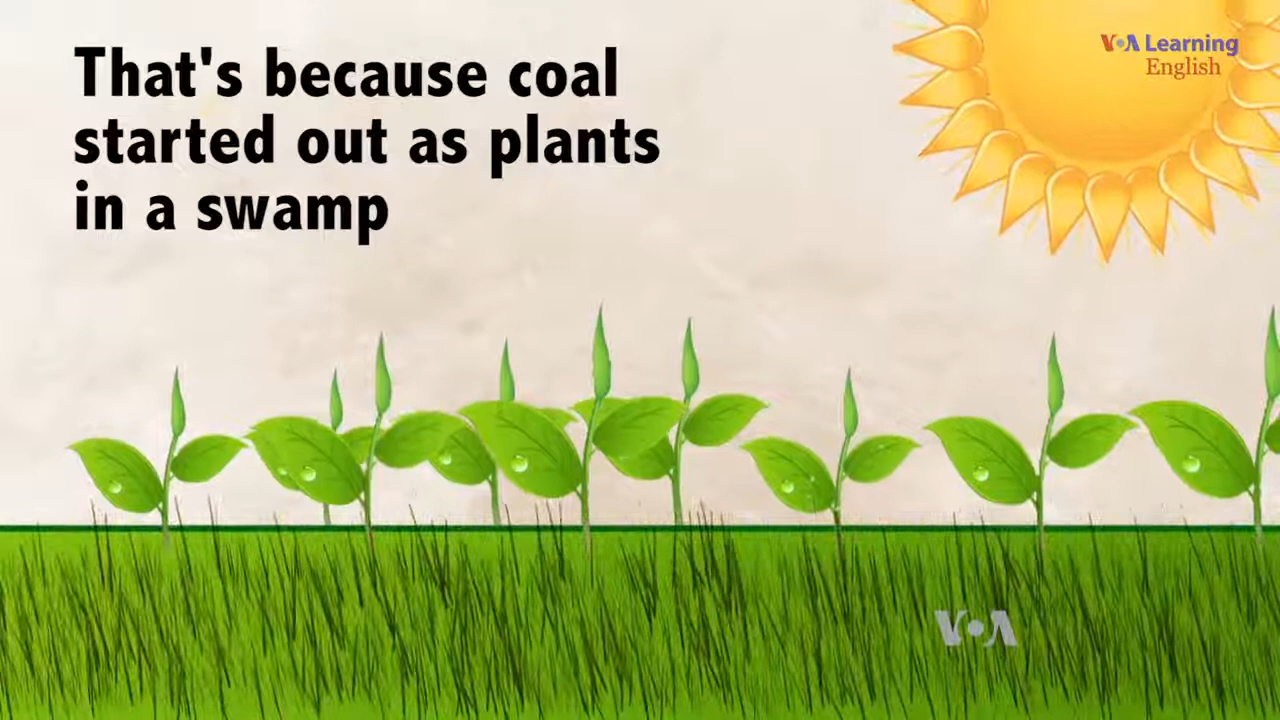 That's because coal
started out as plants
in a swamp
VOA Learning
English
VOA